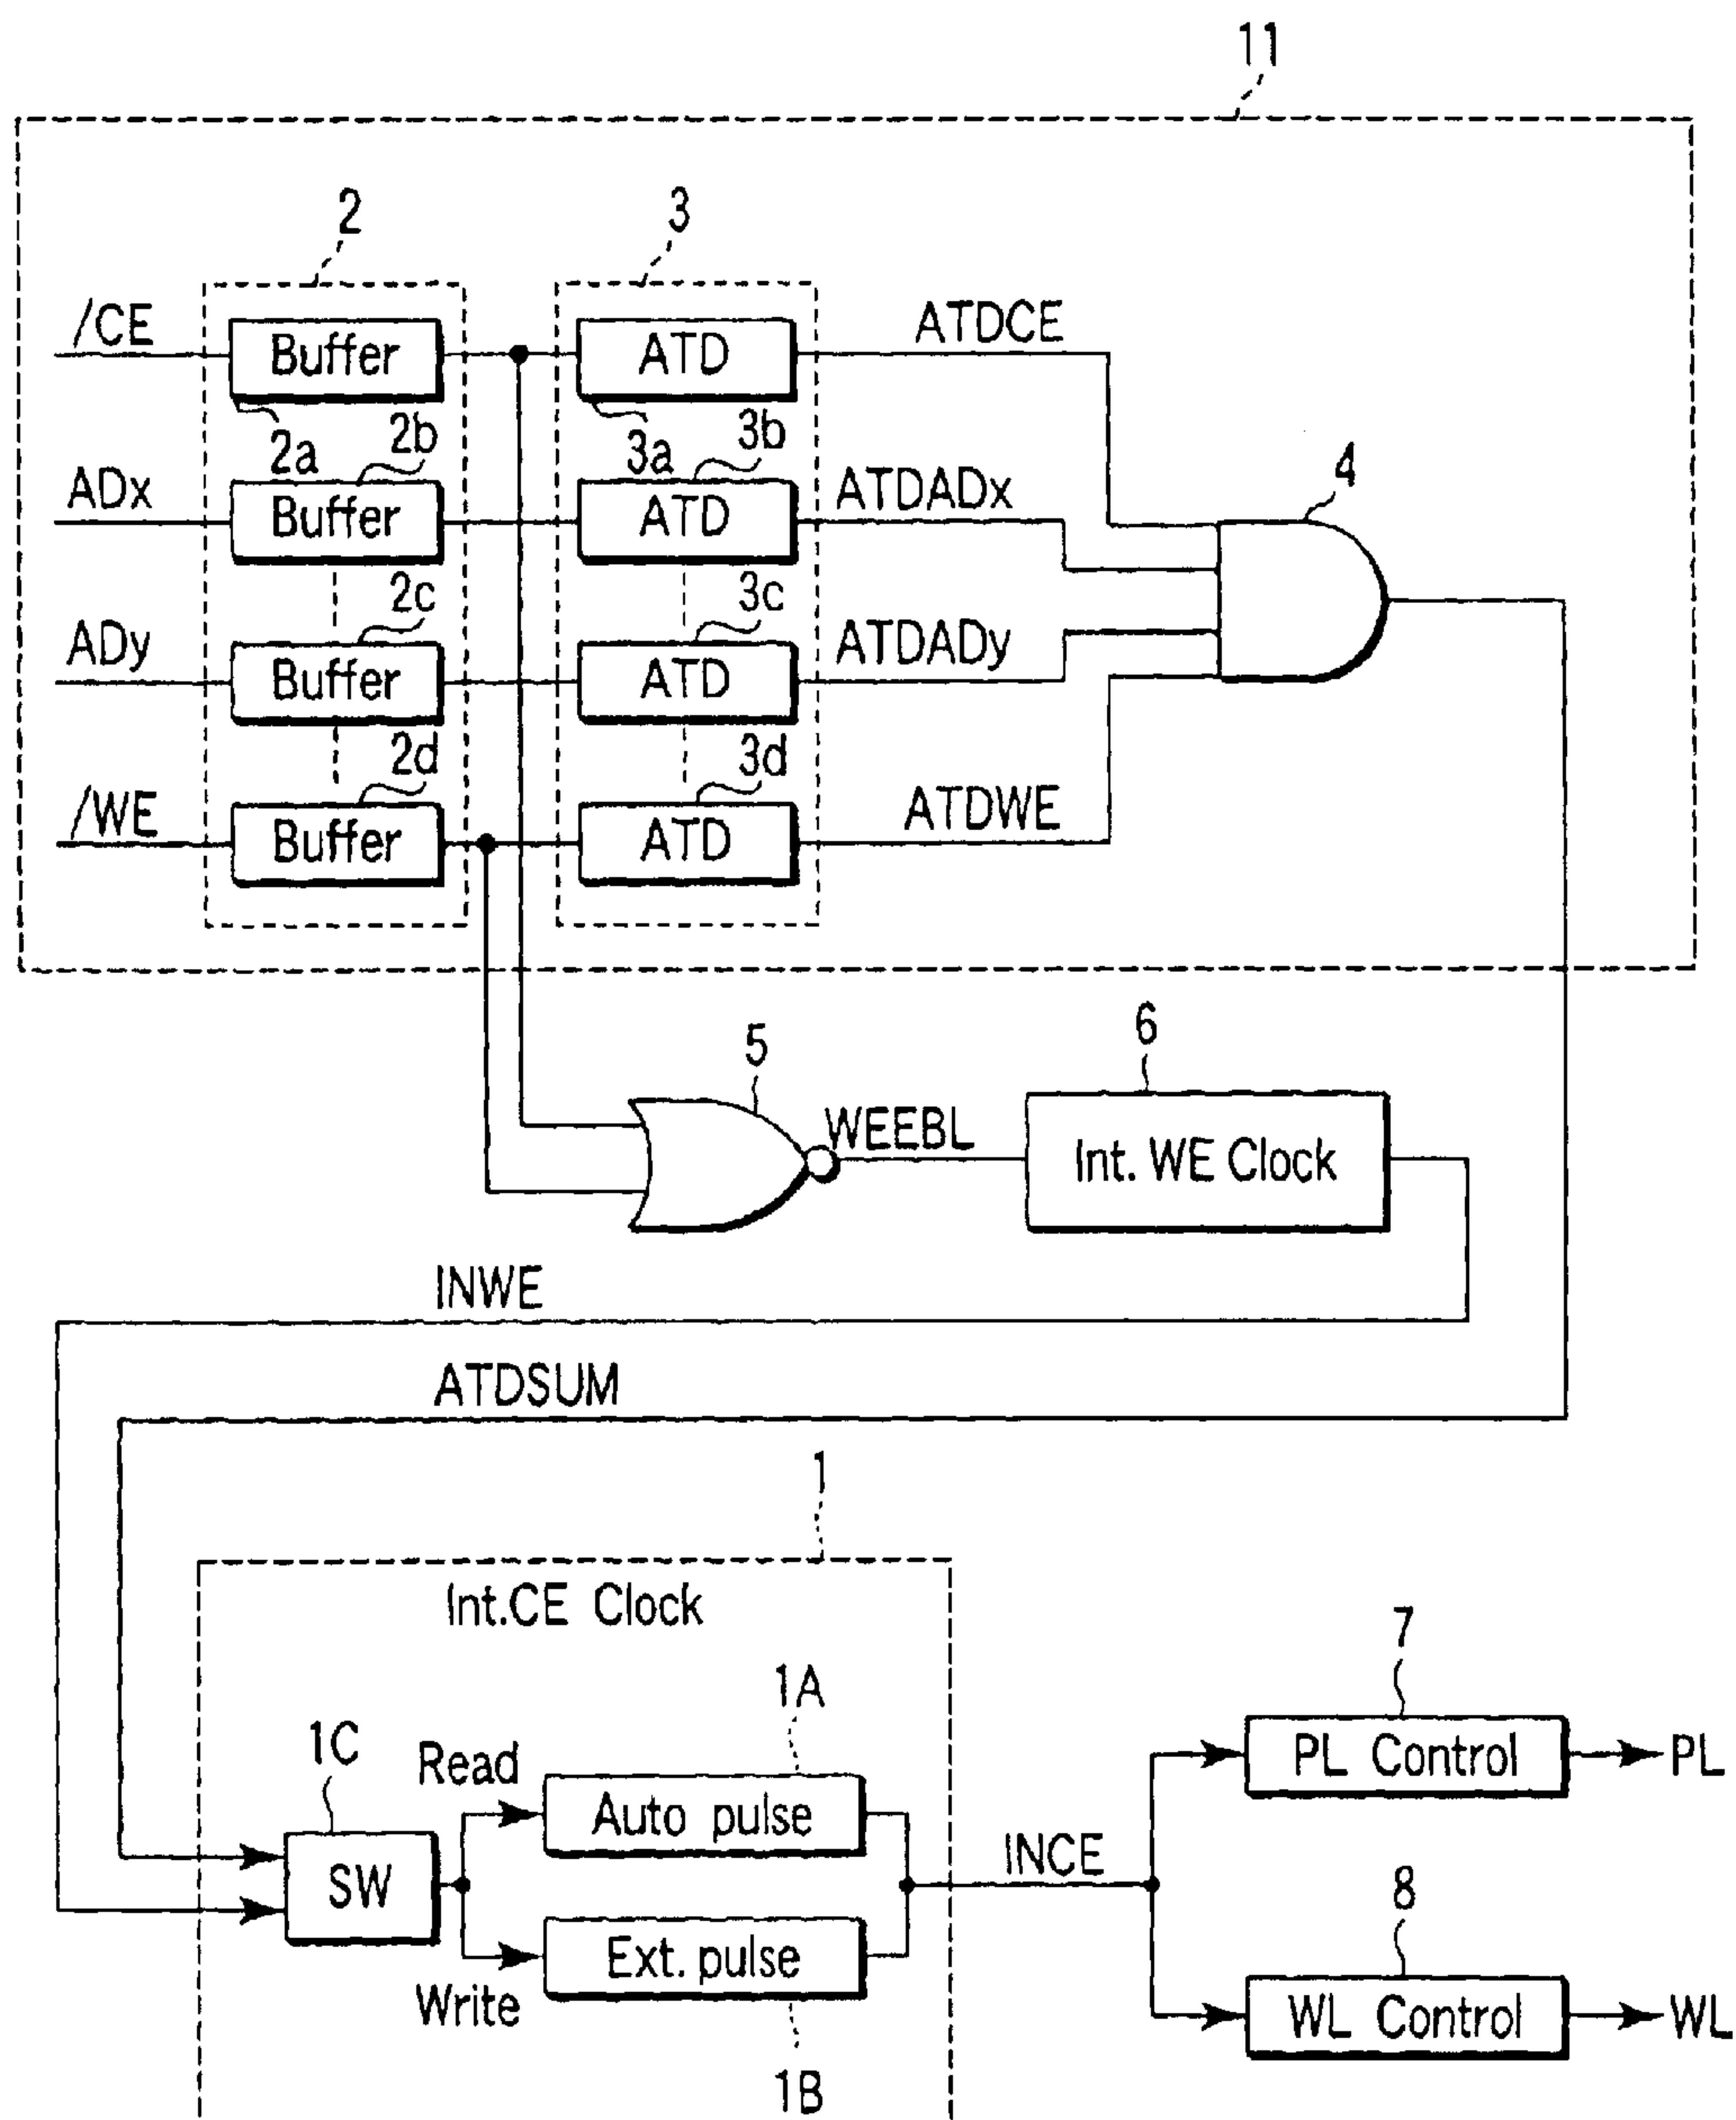 11
2
3
/CE
Buffer
ATD
ATDCE
2a
2b
3a
3b
ADx
Buffer
ATD
ATDADx
4
2c
3c
ADy
Buffer
ATD
ATDADy
2d
3d
/WE
Buffer
ATD
ATDWE
5
6
WEEBL
Int. WE Clock
INWE
ATDSUM
1
Int.CE Clock
1A
7
1C
Read
Auto pulse
PL Control
PL
SW
INCE
8
Ext. pulse
Write
WL Control
WL
1B